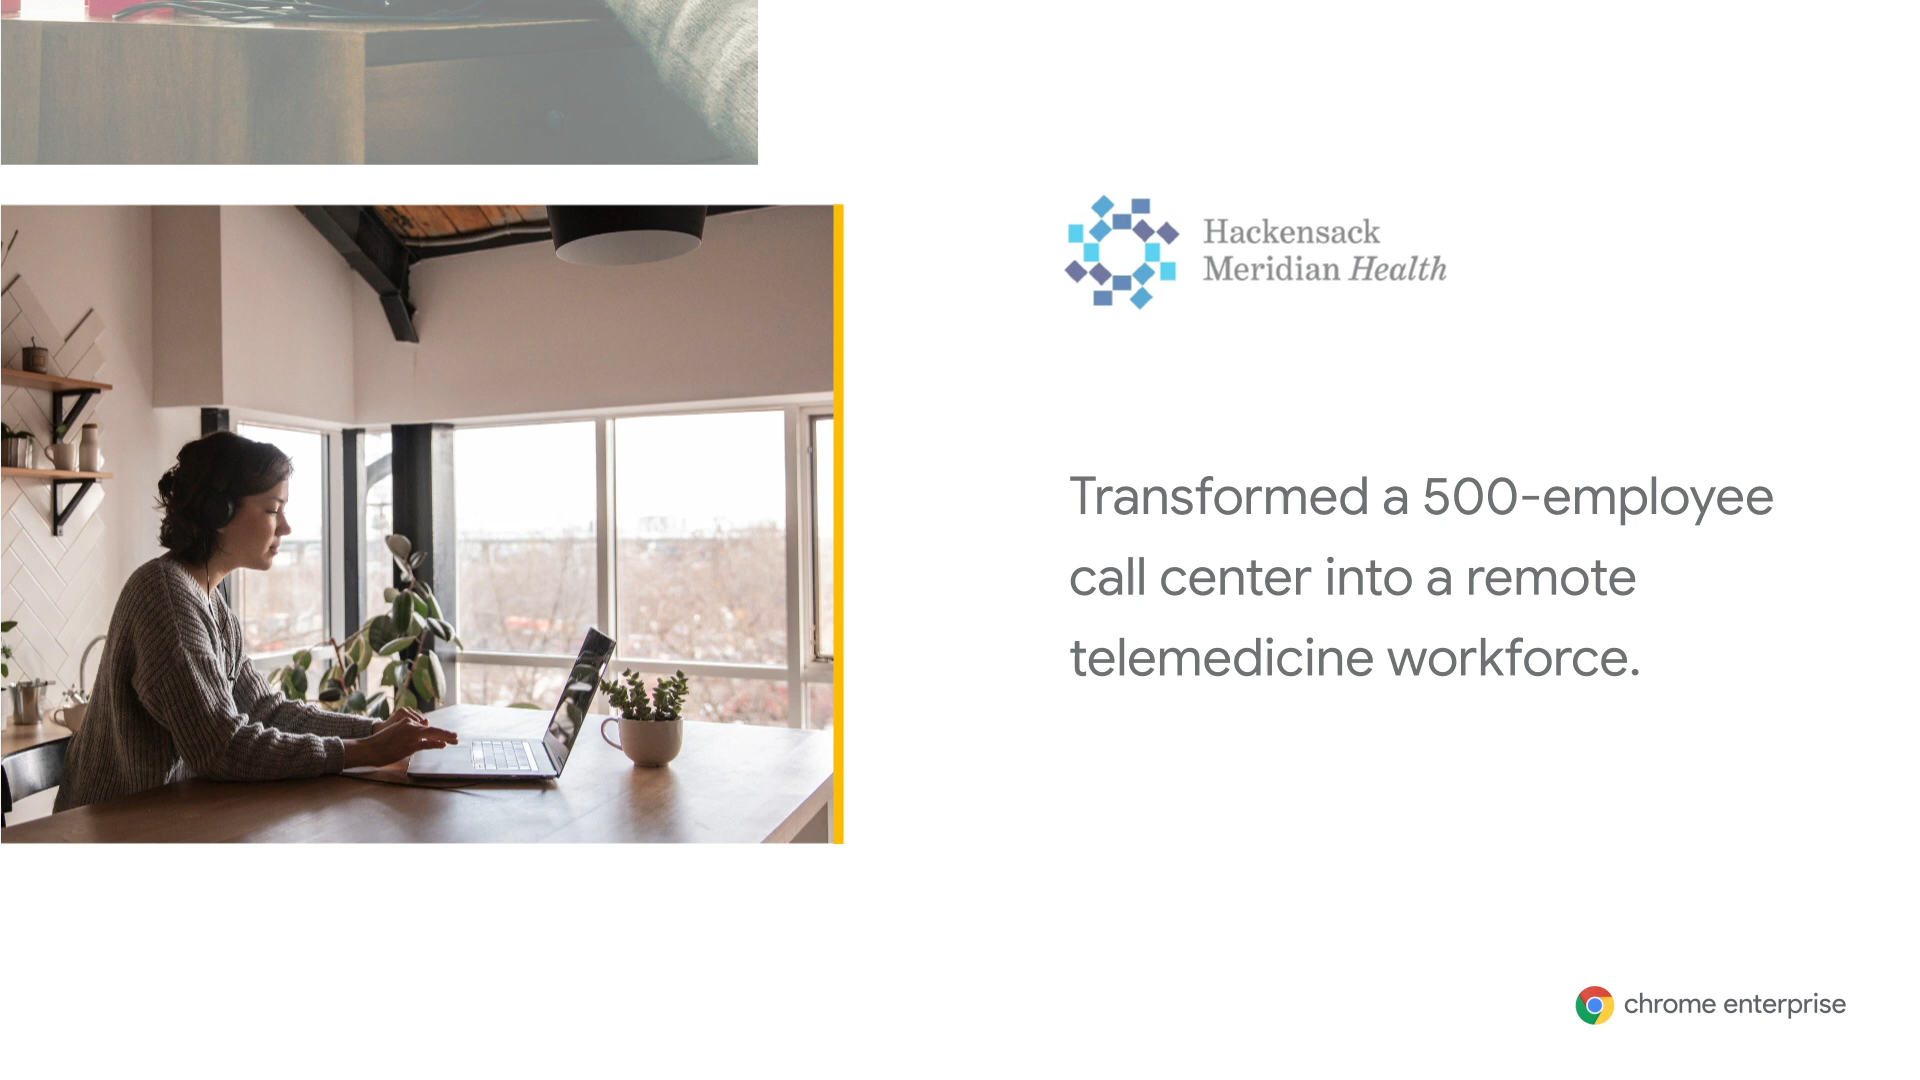 Hackensack
Meridian Health
Transformed a 500-employee
call center into a remote
telemedicine workforce.
chrome enterprise